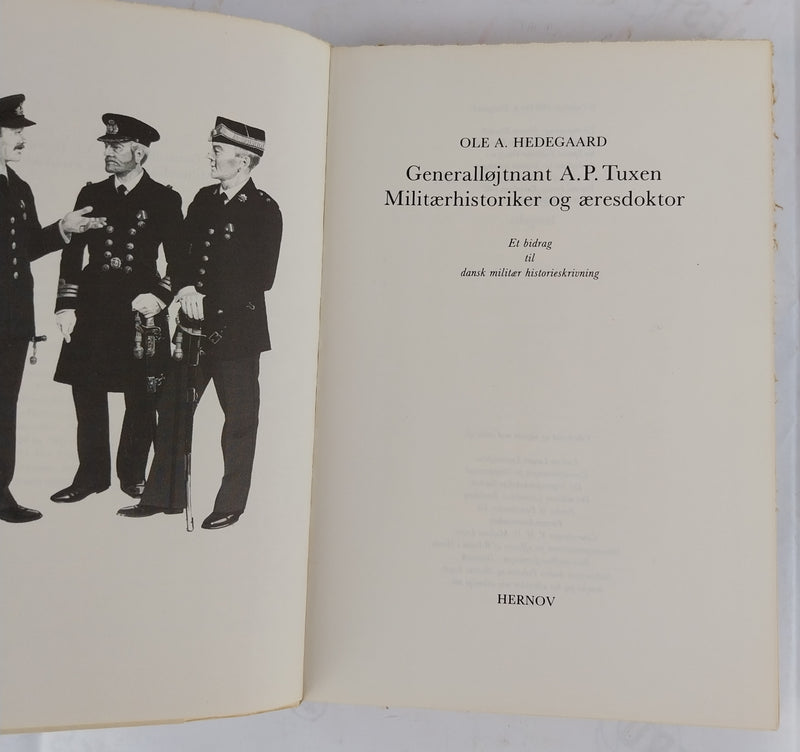 OLE A. HEDEGAARD
Generalløjtnant A.P. Tuxen
Militærhistoriker og æresdoktor
Et bidrag
til
dansk militær historieskrivning
HERNOV